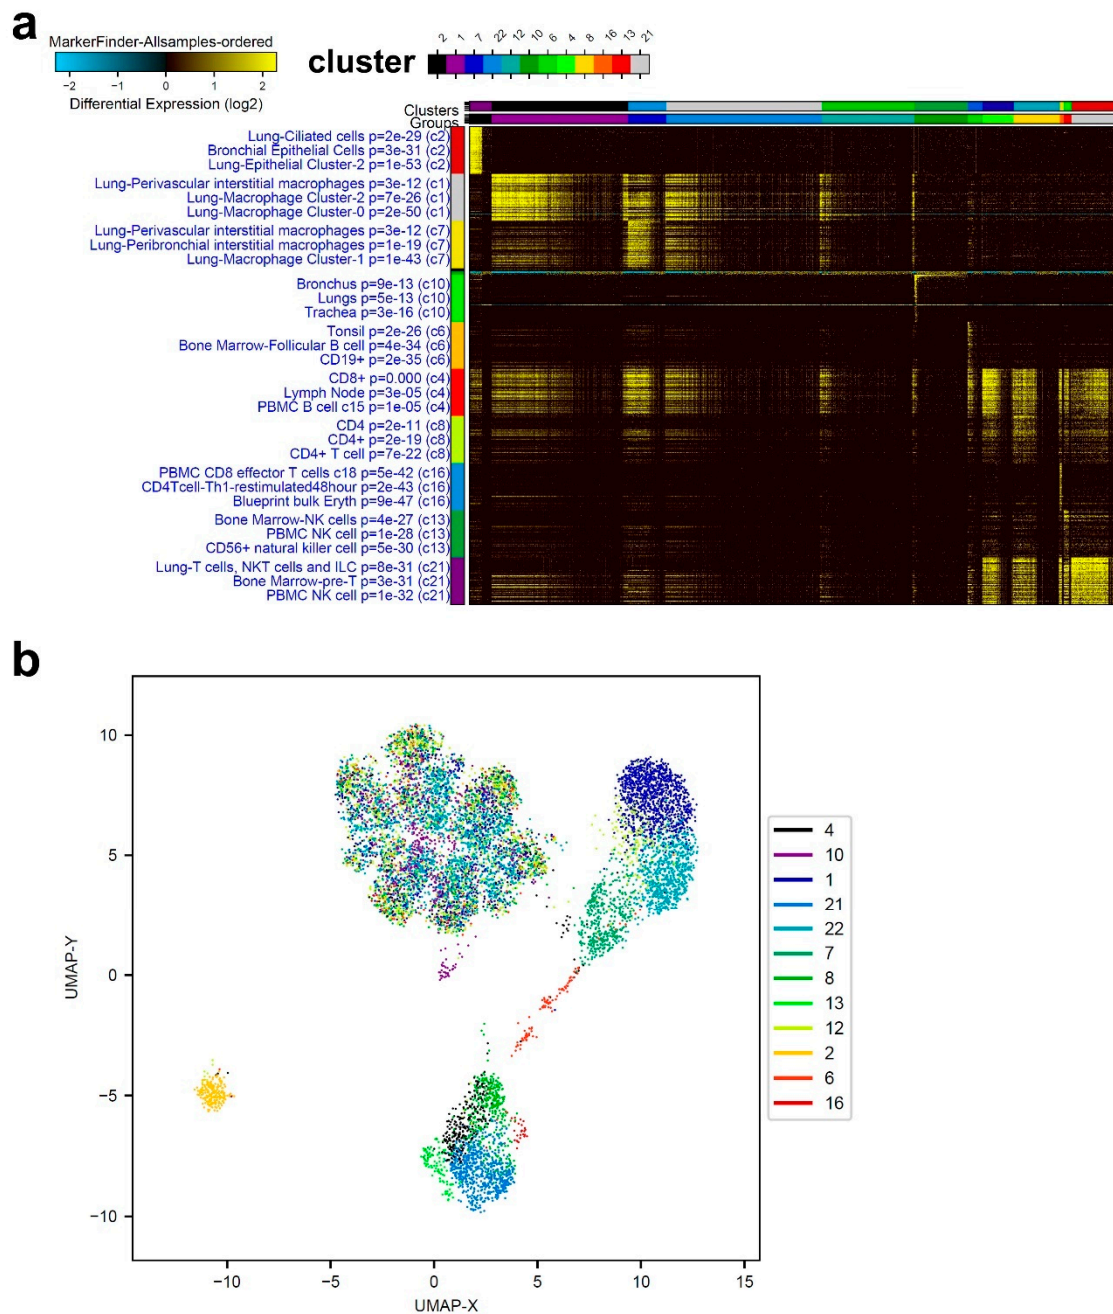 a
MarkerFinder-Allsamples-ordered
−2 −1 0 1 2
Differential Expression (log2)
cluster
2 1 7 22 12 10 6 4 8 16 13 21
Clusters
Groups
Lung-Ciliated cells p=2e-29 (c2)
Bronchial Epithelial Cells p=3e-31 (c2)
Lung-Epithelial Cluster-2 p=1e-53 (c2)
Lung-Perivascular interstitial macrophages p=3e-12 (c1)
Lung-Macrophage Cluster-2 p=7e-26 (c1)
Lung-Macrophage Cluster-0 p=2e-50 (c1)
Lung-Perivascular interstitial macrophages p=3e-12 (c7)
Lung-Peribronchial interstitial macrophages p=1e-19 (c7)
Lung-Macrophage Cluster-1 p=1e-43 (c7)
Bronchus p=9e-13 (c10)
Lungs p=5e-13 (c10)
Trachea p=3e-16 (c10)
Tonsil p=2e-26 (c6)
Bone Marrow-Follicular B cell p=4e-34 (c6)
CD19+ p=2e-35 (c6)
CD8+ p=0.000 (c4)
Lymph Node p=3e-05 (c4)
PBMC B cell c15 p=1e-05 (c4)
CD4 p=2e-11 (c8)
CD4+ p=2e-19 (c8)
CD4+ T cell p=7e-22 (c8)
PBMC CD8 effector T cells c18 p=5e-42 (c16)
CD4Tcell-Th1-restimulated48hour p=2e-43 (c16)
Blueprint bulk Eryth p=9e-47 (c16)
Bone Marrow-NK cells p=4e-27 (c13)
PBMC NK cell p=1e-28 (c13)
CD56+ natural killer cell p=5e-30 (c13)
Lung-T cells, NKT cells and ILC p=8e-31 (c21)
Bone Marrow-pre-T p=3e-31 (c21)
PBMC NK cell p=1e-32 (c21)
b
10
5
0
−5
−10
UMAP-Y
−10 −5 0 5 10 15
UMAP-X
4
10
1
21
22
7
8
13
12
2
6
16